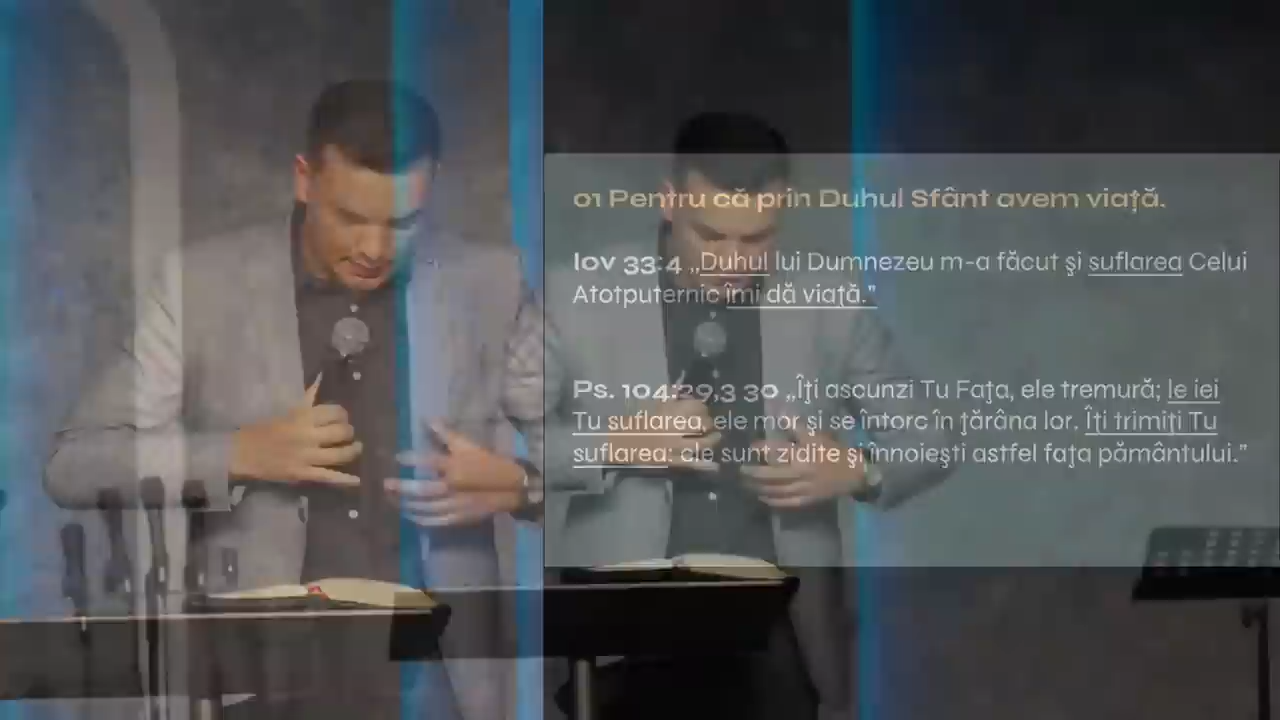 01 Pentru că prin Duhul Sfânt avem viață.
Iov 33:4 „Duhul lui Dumnezeu m-a făcut şi suflarea Celui
Atotputernic îmi dă viaţă.”
Ps. 104:29,3 30 „Îţi ascunzi Tu Faţa, ele tremură; le iei
Tu suflarea, ele mor şi se întorc în ţărâna lor. Îţi trimiţi Tu
suflarea: ele sunt zidite şi înnoieşti astfel faţa pământului.”